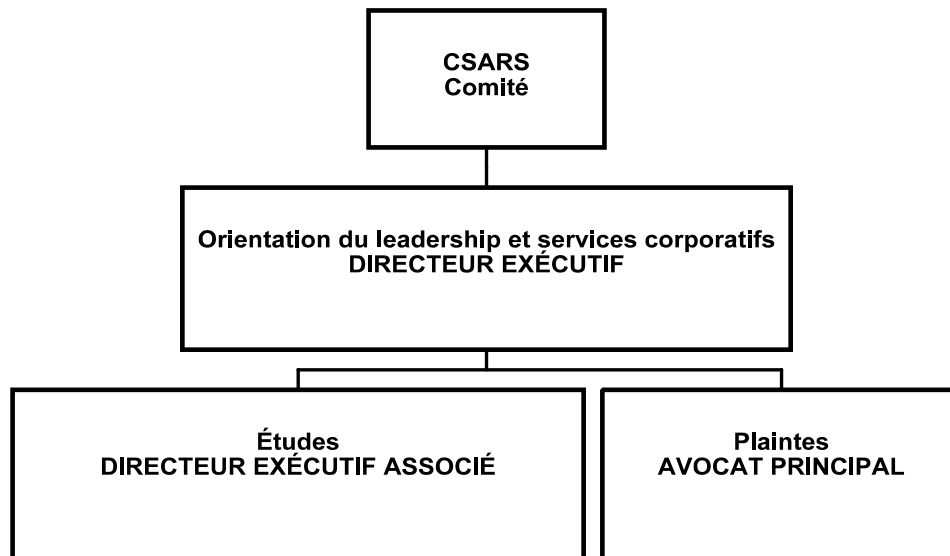 CSARS
Comité
Orientation du leadership et services corporatifs
DIRECTEUR EXÉCUTIF
Études
DIRECTEUR EXÉCUTIF ASSOCIÉ
Plaintes
AVOCAT PRINCIPAL